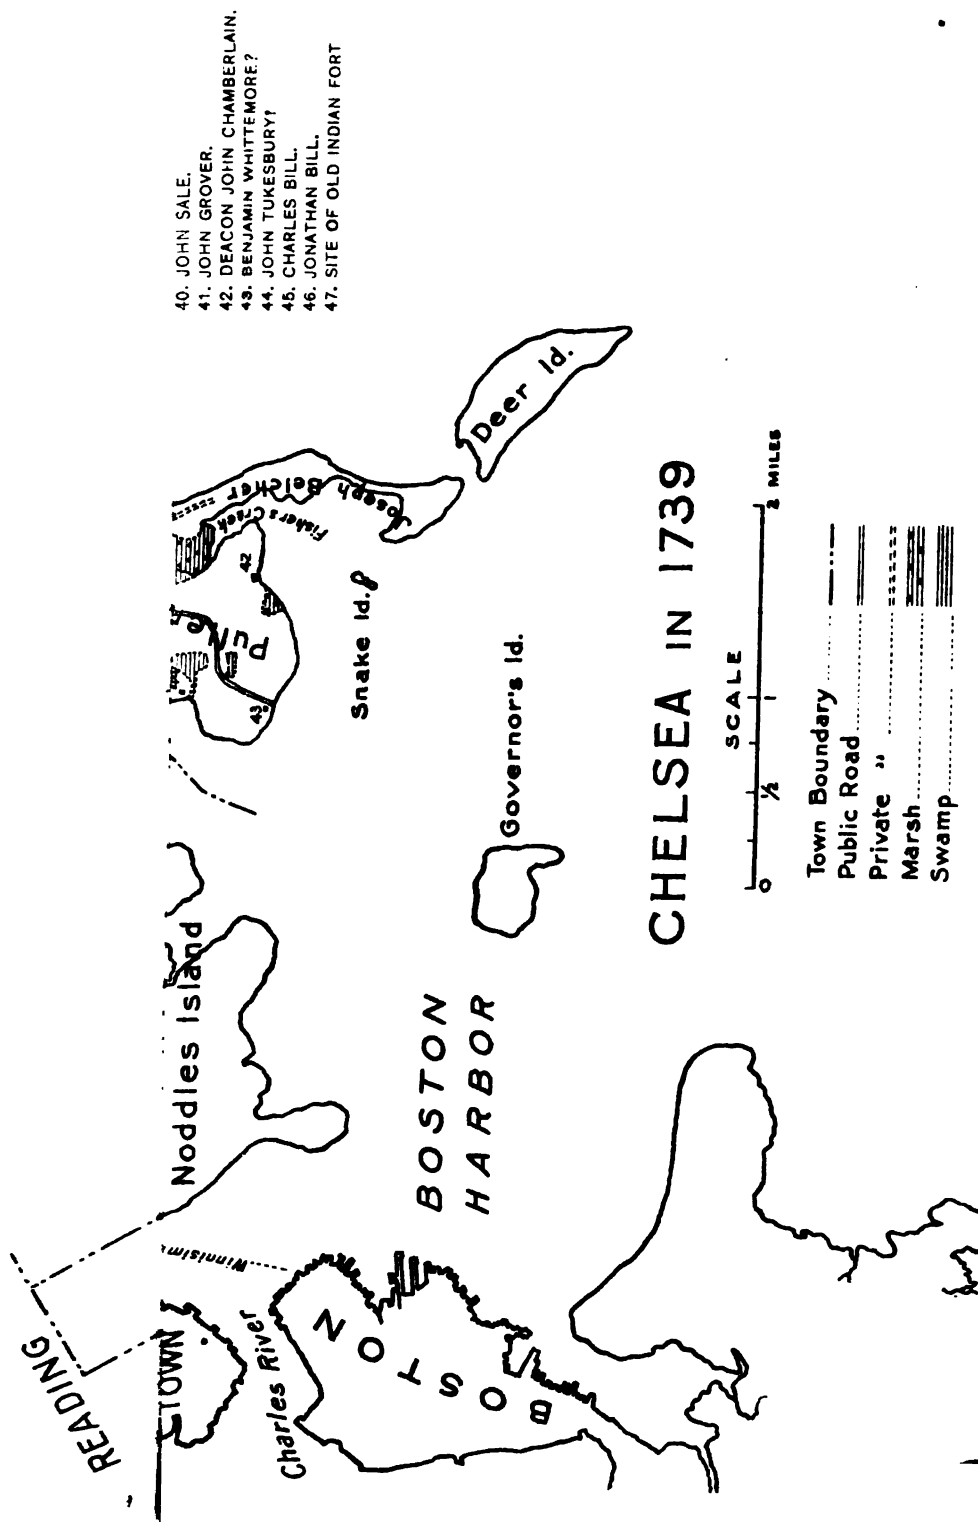 40. JOHN SALE.
41. JOHN GROVER.
42. DEACON JOHN CHAMBERLAIN.
43. BENJAMIN WHITTEMORE?
44. JOHN TUKESBURY?
45. CHARLES BILL.
46. JONATHAN BILL.
47. SITE OF OLD INDIAN FORT
READING
TOWN
Winnisim
Noddles Island
Charles River
BOSTON
BOSTON
HARBOR
Pulle
43
42
Fishers Creek
Joseph Belcher
Snake Id.
Deer Id.
Governor's Id.
CHELSEA IN 1739
SCALE
0 ½ 1 2 MILES
Town Boundary
Public Road
Private "
Marsh
Swamp